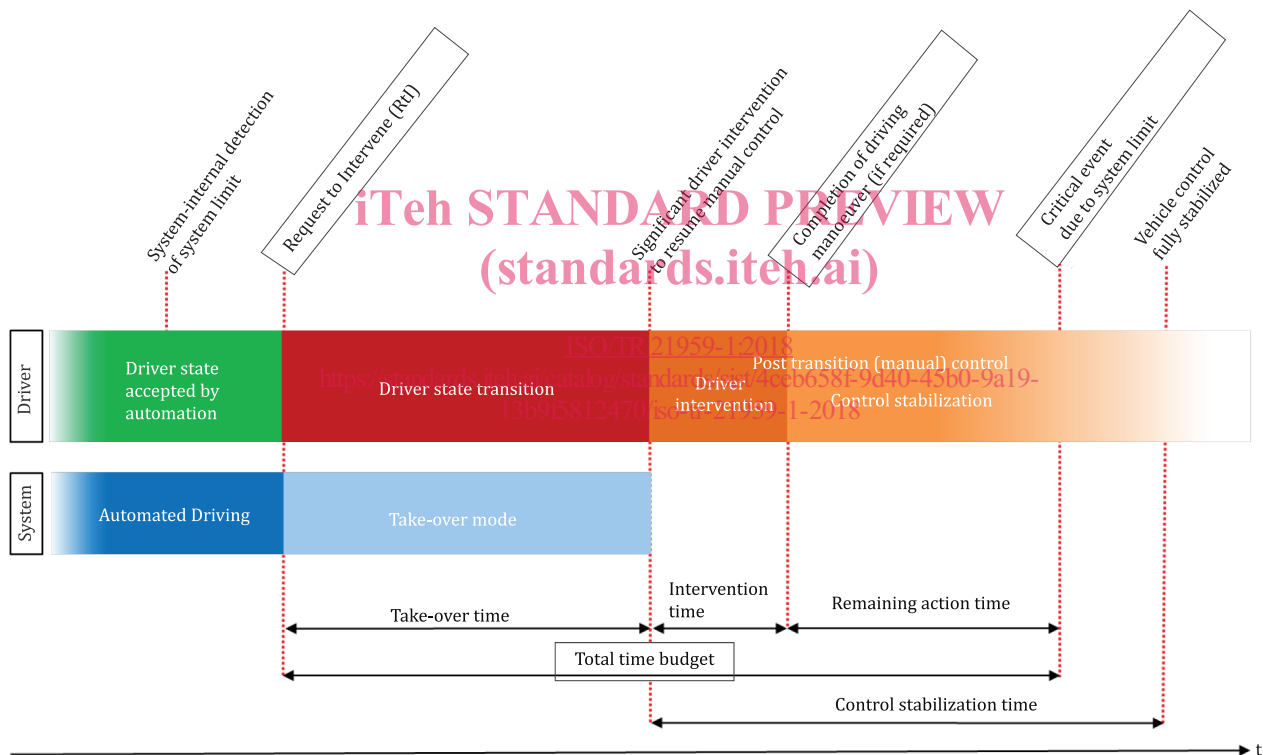 System-internal detection
of system limit
Request to Intervene (RtI)
Significant driver intervention
to resume manual control
Completion of driving
manoeuver (if required)
Critical event
due to system limit
Vehicle control
fully stabilized
iTeh STANDARD PREVIEW
(standards.iteh.ai)
Driver
Driver state
accepted by
automation
Driver state transition
Driver
intervention
Post transition (manual) control
Control stabilization
ISO/TR 21959-1:2018
System
Automated Driving
Take-over mode
Take-over time
Intervention
time
Remaining action time
Total time budget
Control stabilization time
t